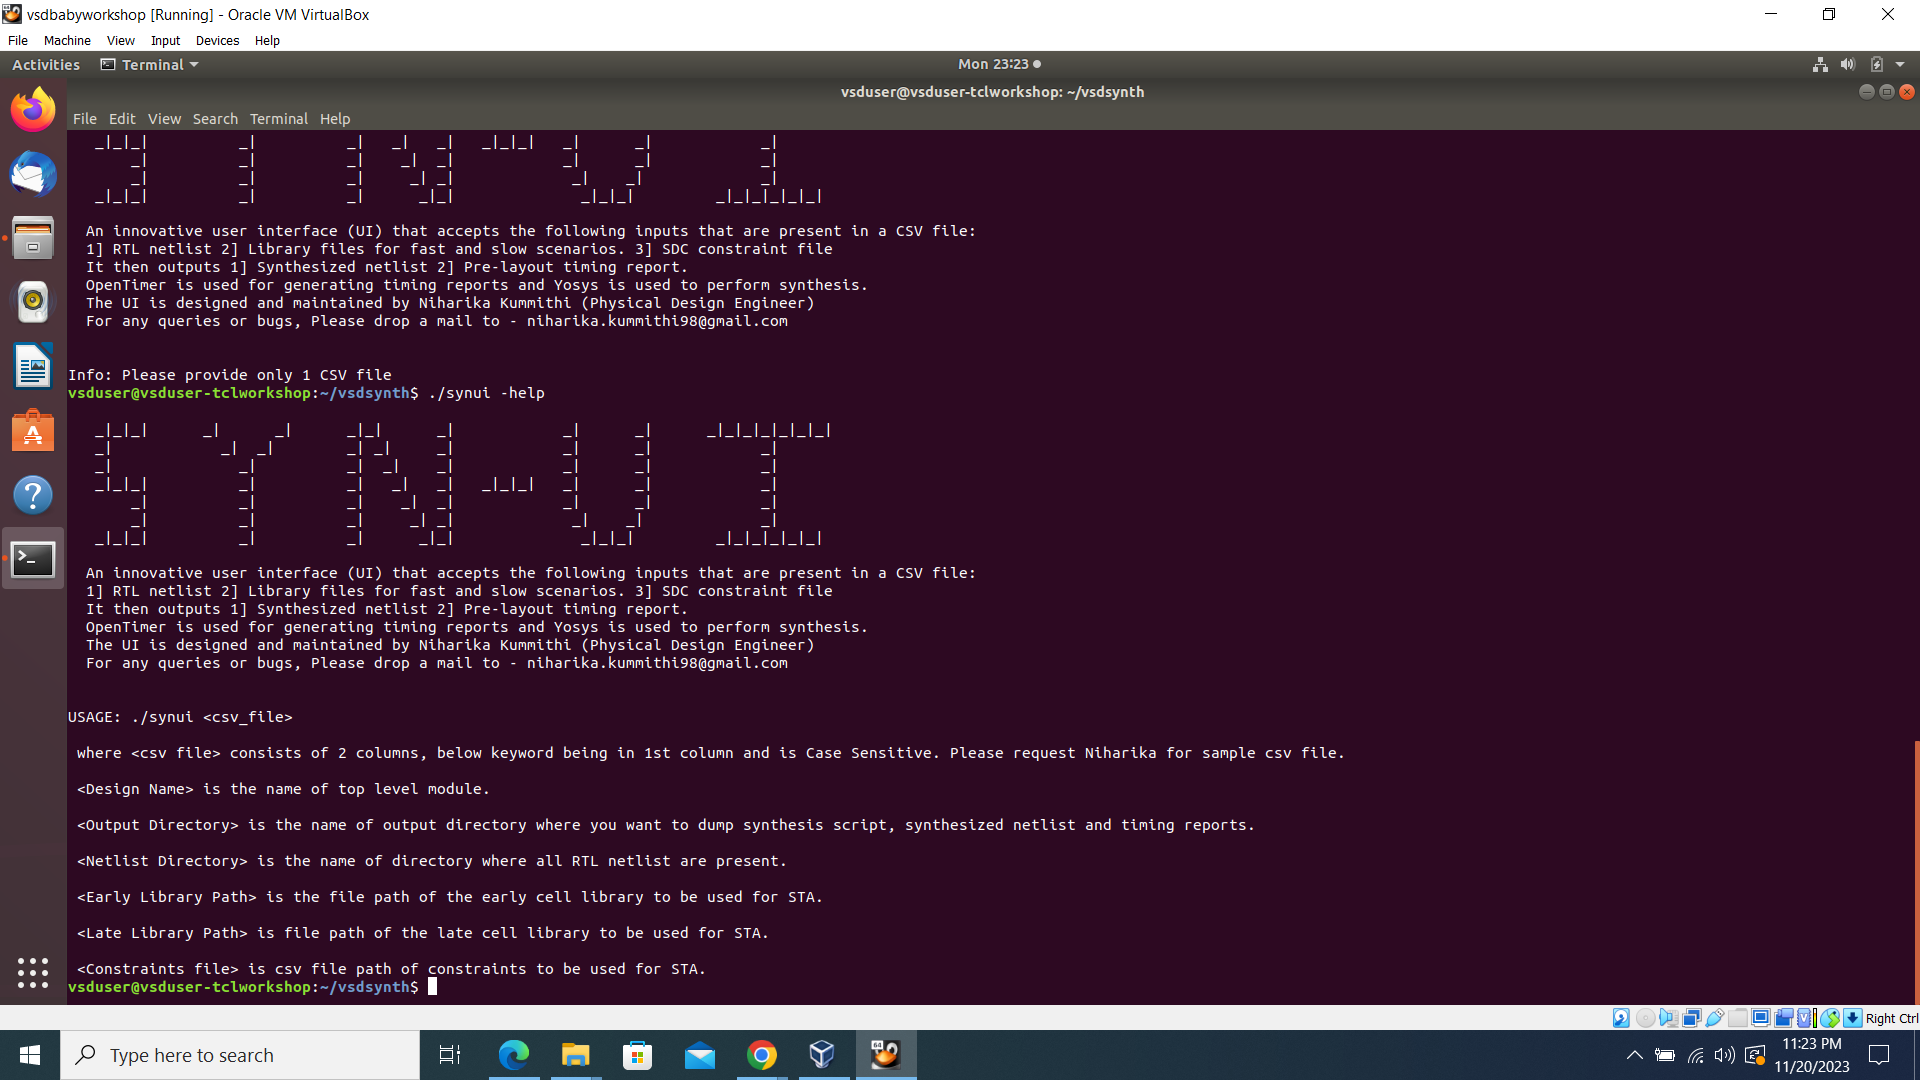 vsdbabyworkshop [Running] - Oracle VM VirtualBox
File Machine View Input Devices Help
Activities Terminal Mon 23:23
vsduser@vsduser-tclworkshop: ~/vsdsynth
File Edit View Search Terminal Help
An innovative user interface (UI) that accepts the following inputs that are present in a CSV file:
1] RTL netlist 2] Library files for fast and slow scenarios. 3] SDC constraint file
It then outputs 1] Synthesized netlist 2] Pre-layout timing report.
OpenTimer is used for generating timing reports and Yosys is used to perform synthesis.
The UI is designed and maintained by Niharika Kummithi (Physical Design Engineer)
For any queries or bugs, Please drop a mail to - niharika.kummithi98@gmail.com
Info: Please provide only 1 CSV file
vsduser@vsduser-tclworkshop:~/vsdsynth$ ./synui -help
SYN-UI
An innovative user interface (UI) that accepts the following inputs that are present in a CSV file:
1] RTL netlist 2] Library files for fast and slow scenarios. 3] SDC constraint file
It then outputs 1] Synthesized netlist 2] Pre-layout timing report.
OpenTimer is used for generating timing reports and Yosys is used to perform synthesis.
The UI is designed and maintained by Niharika Kummithi (Physical Design Engineer)
For any queries or bugs, Please drop a mail to - niharika.kummithi98@gmail.com
USAGE: ./synui <csv_file>
where <csv file> consists of 2 columns, below keyword being in 1st column and is Case Sensitive. Please request Niharika for sample csv file.
<Design Name> is the name of top level module.
<Output Directory> is the name of output directory where you want to dump synthesis script, synthesized netlist and timing reports.
<Netlist Directory> is the name of directory where all RTL netlist are present.
<Early Library Path> is the file path of the early cell library to be used for STA.
<Late Library Path> is file path of the late cell library to be used for STA.
<Constraints file> is csv file path of constraints to be used for STA.
vsduser@vsduser-tclworkshop:~/vsdsynth$
Right Ctrl
Type here to search
11:23 PM
11/20/2023